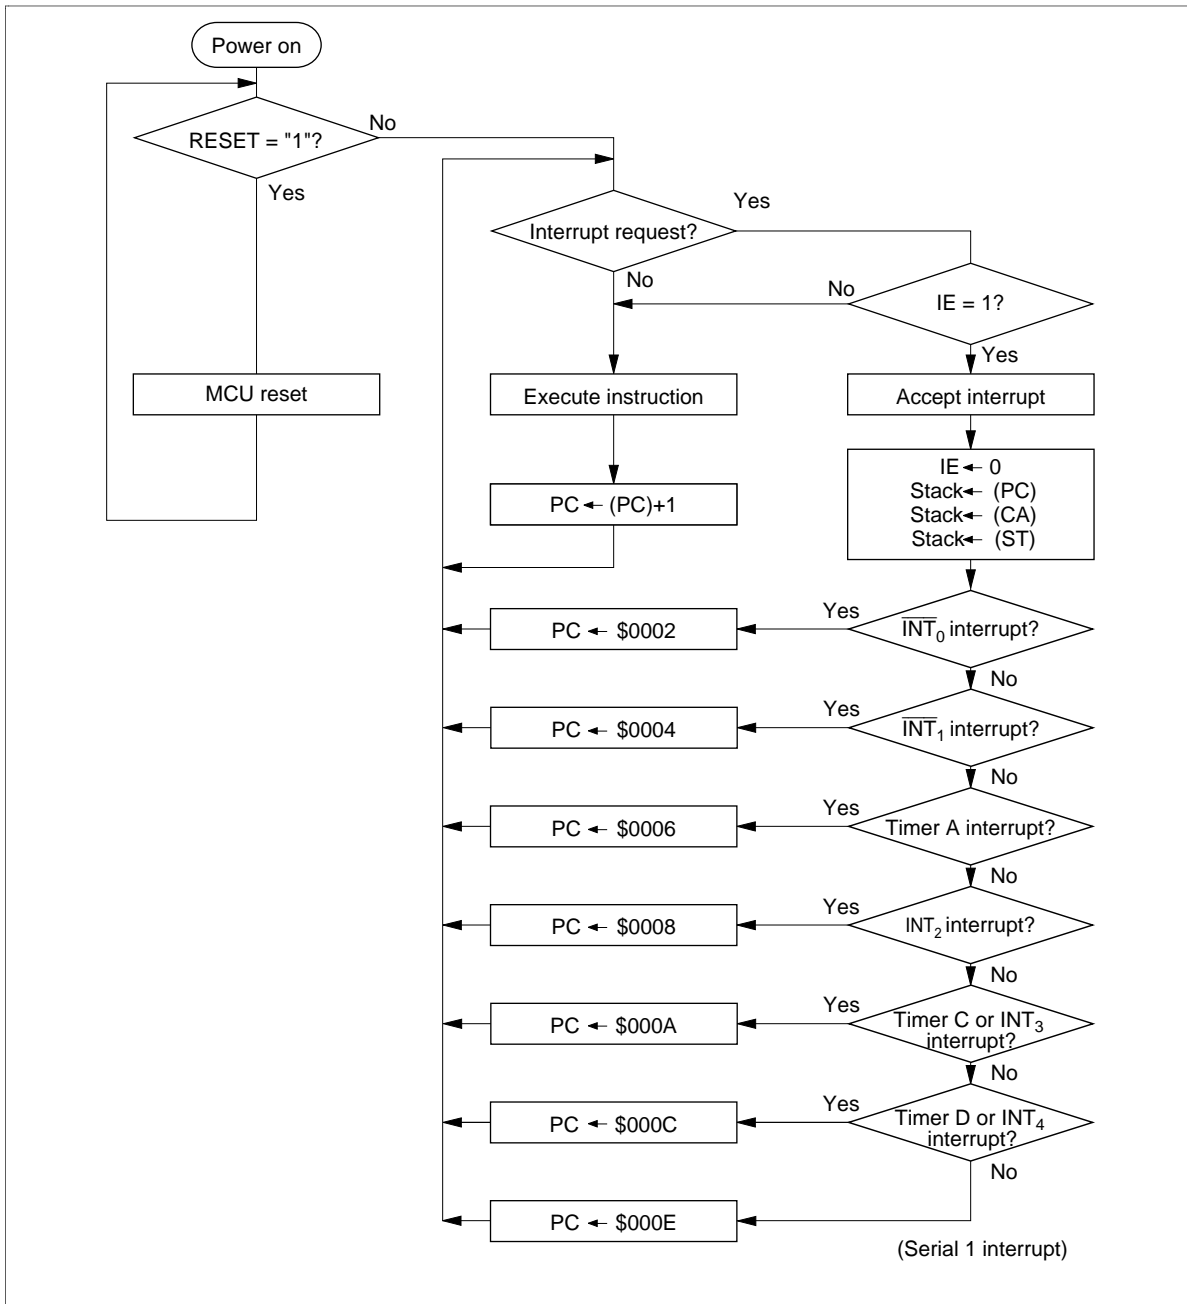 Power on
RESET = "1"?
No
Yes
Interrupt request?
Yes
No
IE = 1?
No
Yes
MCU reset
Execute instruction
Accept interrupt
PC ← (PC)+1
IE ← 0
Stack ← (PC)
Stack ← (CA)
Stack ← (ST)
PC ← $0002
Yes
I̅N̅T̅₀ interrupt?
No
PC ← $0004
Yes
I̅N̅T̅₁ interrupt?
No
PC ← $0006
Yes
Timer A interrupt?
No
PC ← $0008
Yes
INT₂ interrupt?
No
PC ← $000A
Yes
Timer C or INT₃
interrupt?
No
PC ← $000C
Yes
Timer D or INT₄
interrupt?
No
PC ← $000E
(Serial 1 interrupt)